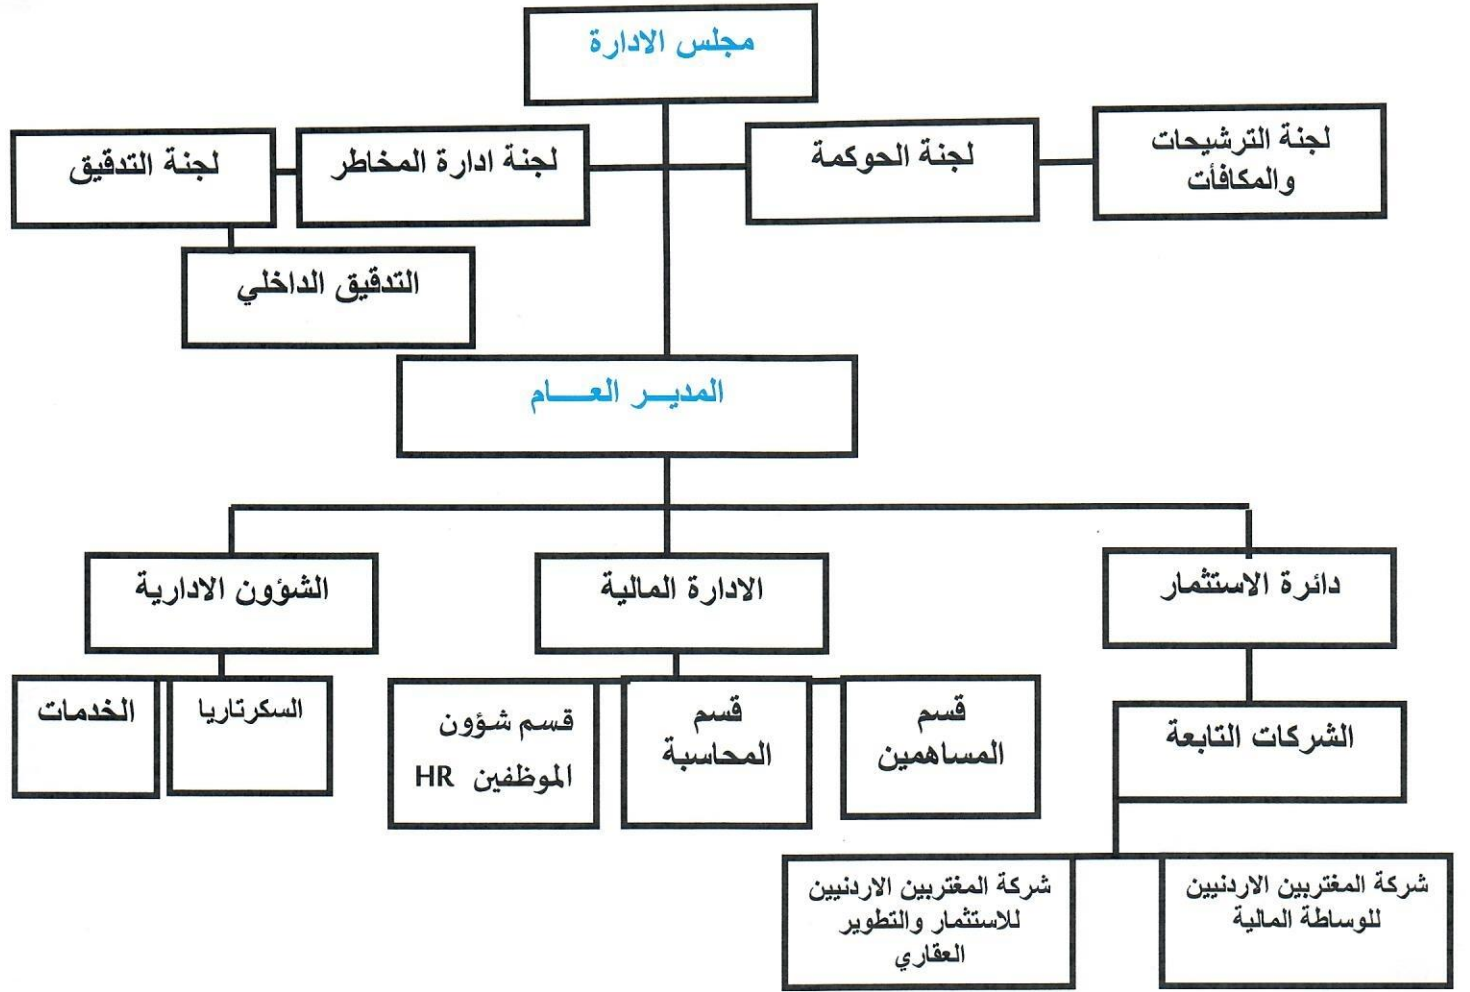 مجلس الادارة
لجنة الترشيحات
والمكافأت
لجنة الحوكمة
لجنة ادارة المخاطر
لجنة التدقيق
التدقيق الداخلي
المديـر العـــام
دائرة الاستثمار
الادارة المالية
الشؤون الادارية
الشركات التابعة
قسم
المساهمين
قسم
المحاسبة
قسم شؤون
الموظفين HR
السكرتاريا
الخدمات
شركة المغتربين الاردنيين
للوساطة المالية
شركة المغتربين الاردنيين
للاستثمار والتطوير
العقاري